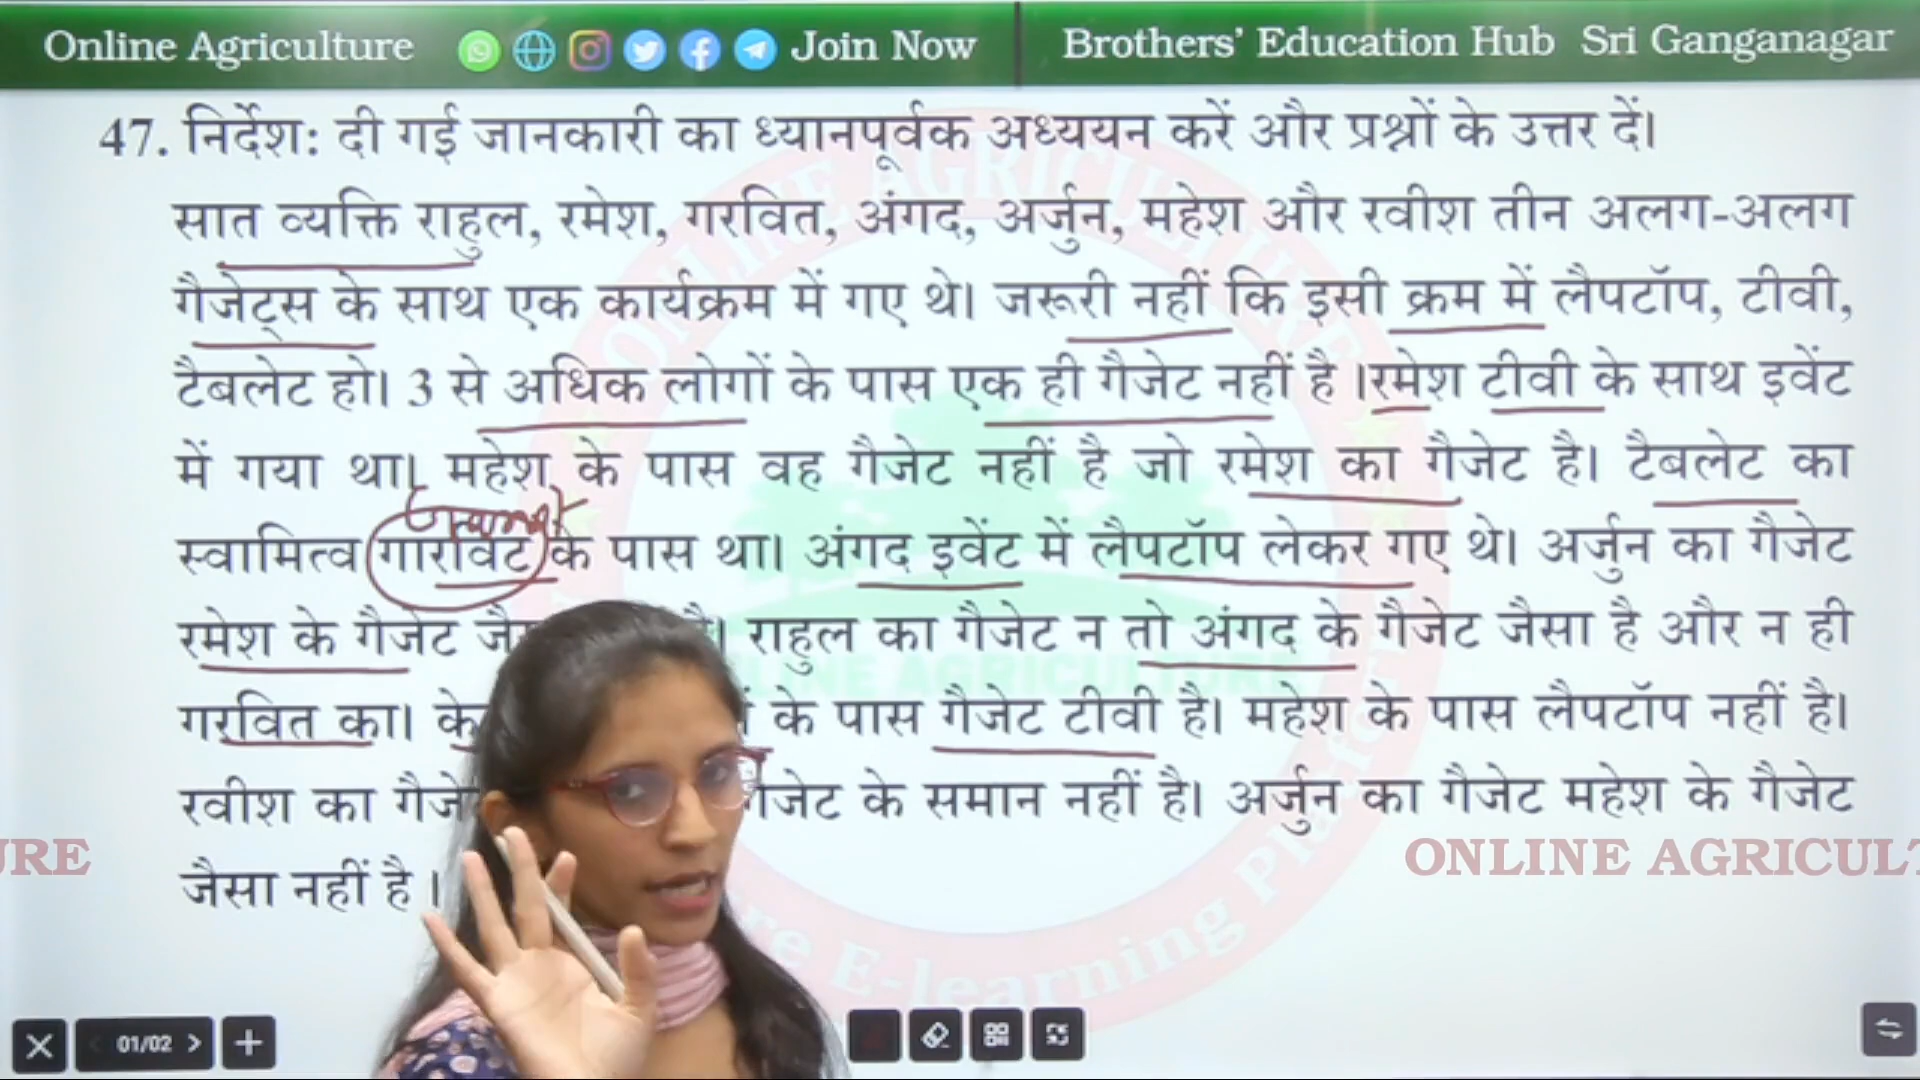 Online Agriculture Join Now Brothers' Education Hub Sri Ganganagar
47. निर्देश: दी गई जानकारी का ध्यानपूर्वक अध्ययन करें और प्रश्नों के उत्तर दें।
सात व्यक्ति राहुल, रमेश, गरवित, अंगद, अर्जुन, महेश और रवीश तीन अलग-अलग
गैजेट्स के साथ एक कार्यक्रम में गए थे। जरूरी नहीं कि इसी क्रम में लैपटॉप, टीवी,
टैबलेट हो। 3 से अधिक लोगों के पास एक ही गैजेट नहीं है ।रमेश टीवी के साथ इवेंट
में गया था। महेश के पास वह गैजेट नहीं है जो रमेश का गैजेट है। टैबलेट का
स्वामित्व गारविट के पास था। अंगद इवेंट में लैपटॉप लेकर गए थे। अर्जुन का गैजेट
रमेश के गैजेट है। राहुल का गैजेट न तो अंगद के गैजेट जैसा है और न ही
गरवित का। के पास गैजेट टीवी है। महेश के पास लैपटॉप नहीं है।
रवीश का गैजेट के समान नहीं है। अर्जुन का गैजेट महेश के गैजेट
जैसा नहीं है ।
ONLINE AGRICULT
URE
ONLINE AGRICULTURE
01/02